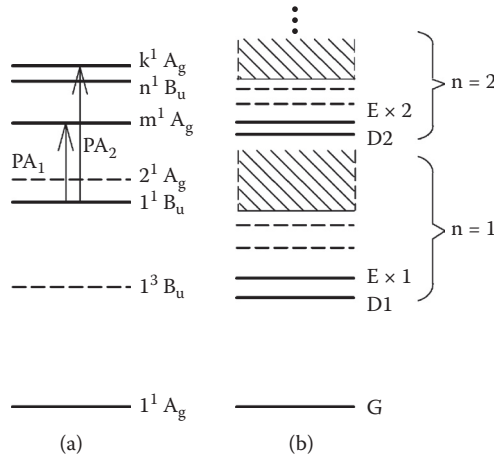 k¹ A_g
n¹ B_u
m¹ A_g
PA₁
PA₂
2¹ A_g
1¹ B_u
1³ B_u
1¹ A_g
(a)
E × 2
D2
n = 2
n = 1
E × 1
D1
G
(b)